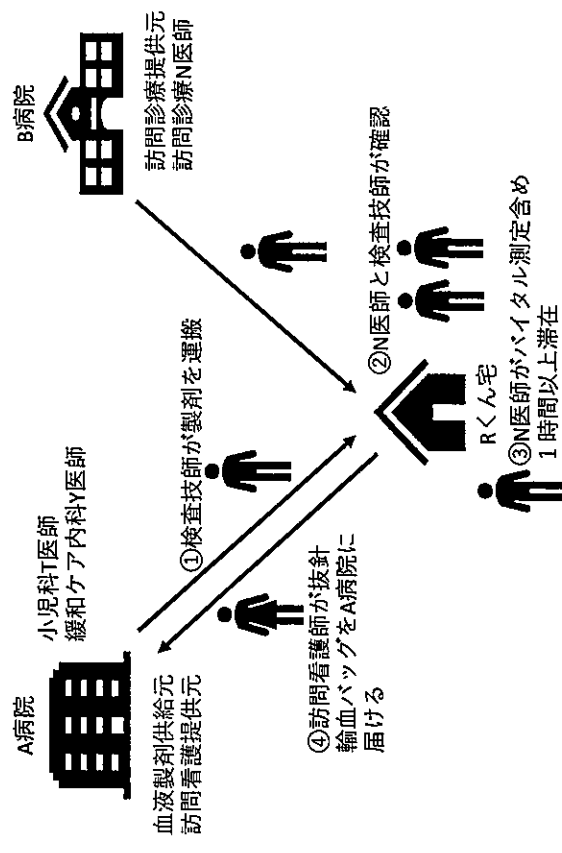 A病院
小児科T医師
緩和ケア内科Y医師
血液製剤供給元
訪問看護提供元
B病院
訪問診療提供元
訪問診療N医師
①検査技師が製剤を運搬
②N医師と検査技師が確認
Rくん宅
③N医師がバイタル測定含め
1時間以上滞在
④訪問看護師が抜針
輸血バッグをA病院に
届ける